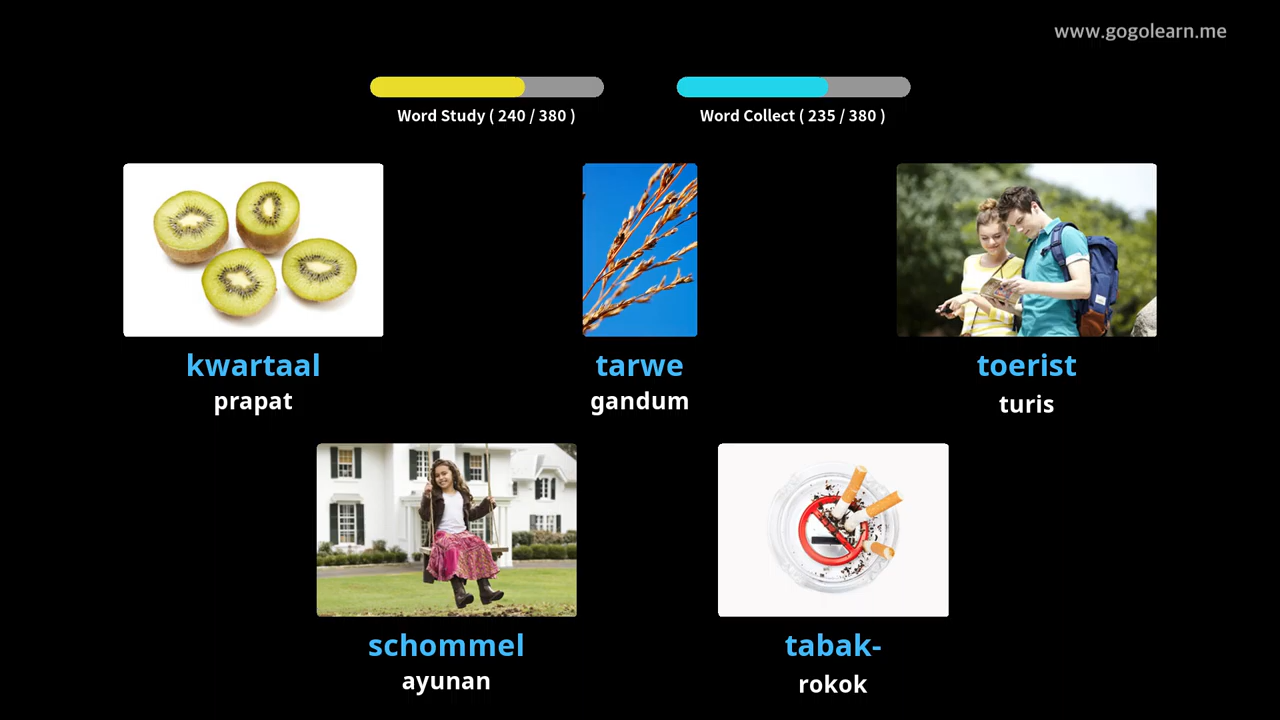 www.gogolearn.me
Word Study ( 240 / 380 )
Word Collect ( 235 / 380 )
kwartaal
prapat
tarwe
gandum
toerist
turis
schommel
ayunan
tabak-
rokok